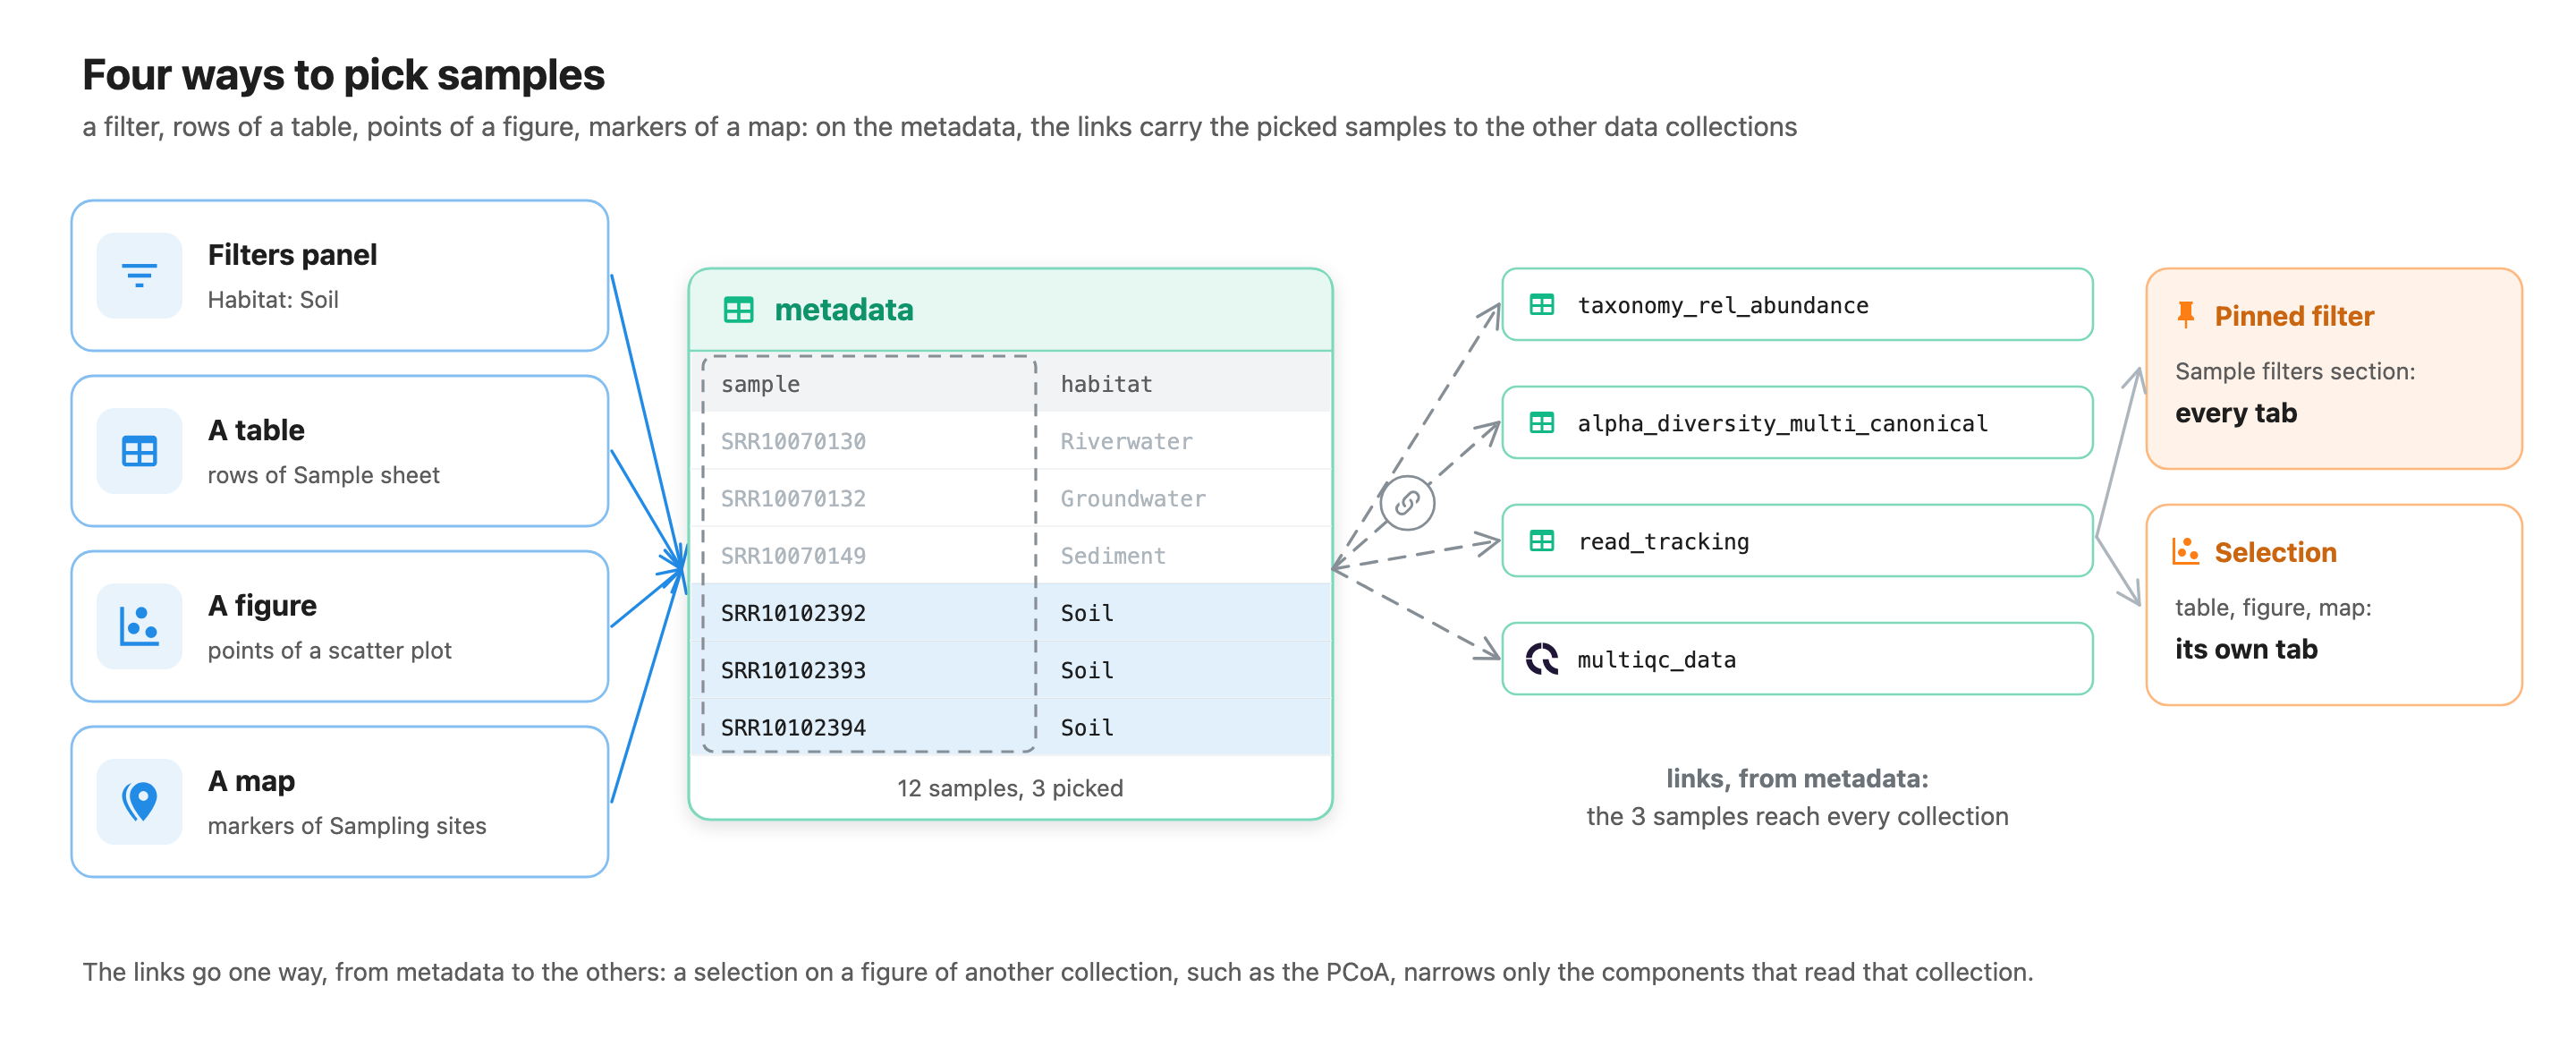 Four ways to pick samples
a filter, rows of a table, points of a figure, markers of a map: on the metadata, the links carry the picked samples to the other data collections
Filters panel
Habitat: Soil
A table
rows of Sample sheet
A figure
points of a scatter plot
A map
markers of Sampling sites
metadata
sample habitat
SRR10070130 Riverwater
SRR10070132 Groundwater
SRR10070149 Sediment
SRR10102392 Soil
SRR10102393 Soil
SRR10102394 Soil
12 samples, 3 picked
taxonomy_rel_abundance
alpha_diversity_multi_canonical
read_tracking
multiqc_data
links, from metadata:
the 3 samples reach every collection
Pinned filter
Sample filters section:
every tab
Selection
table, figure, map:
its own tab
The links go one way, from metadata to the others: a selection on a figure of another collection, such as the PCoA, narrows only the components that read that collection.